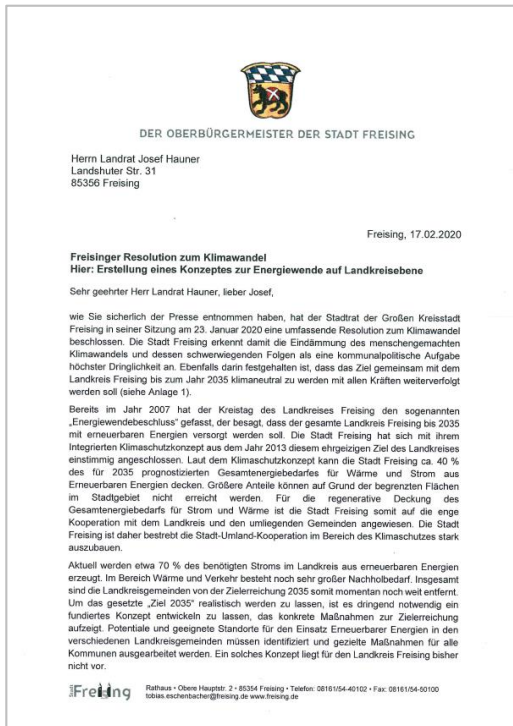 DER OBERBÜRGERMEISTER DER STADT FREISING
Herrn Landrat Josef Hauner
Landshuter Str. 31
85356 Freising
Freising, 17.02.2020
Freisinger Resolution zum Klimawandel
Hier: Erstellung eines Konzeptes zur Energiewende auf Landkreisebene
Sehr geehrter Herr Landrat Hauner, lieber Josef,
wie Sie sicherlich der Presse entnommen haben, hat der Stadtrat der Großen Kreisstadt
Freising in seiner Sitzung am 23. Januar 2020 eine umfassende Resolution zum Klimawandel
beschlossen. Die Stadt Freising erkennt damit die Eindämmung des menschengemachten
Klimawandels und dessen schwerwiegenden Folgen als eine kommunalpolitische Aufgabe
höchster Dringlichkeit an. Ebenfalls darin festgehalten ist, dass das Ziel gemeinsam mit dem
Landkreis Freising bis zum Jahr 2035 klimaneutral zu werden mit allen Kräften weiterverfolgt
werden soll (siehe Anlage 1).
Bereits im Jahr 2007 hat der Kreistag des Landkreises Freising den sogenannten
„Energiewendebeschluss“ gefasst, der besagt, dass der gesamte Landkreis Freising bis 2035
mit erneuerbaren Energien versorgt werden soll. Die Stadt Freising hat sich mit ihrem
Integrierten Klimaschutzkonzept aus dem Jahr 2013 diesem ehrgeizigen Ziel des Landkreises
einstimmig angeschlossen. Laut dem Klimaschutzkonzept kann die Stadt Freising ca. 40 %
des für 2035 prognostizierten Gesamtenergiebedarfes für Wärme und Strom aus
Erneuerbaren Energien decken. Größere Anteile können auf Grund der begrenzten Flächen
im Stadtgebiet nicht erreicht werden. Für die regenerative Deckung des
Gesamtenergiebedarfs für Strom und Wärme ist die Stadt Freising somit auf die enge
Kooperation mit dem Landkreis und den umliegenden Gemeinden angewiesen. Die Stadt
Freising ist daher bestrebt die Stadt-Umland-Kooperation im Bereich des Klimaschutzes stark
auszubauen.
Aktuell werden etwa 70 % des benötigten Stroms im Landkreis aus erneuerbaren Energien
erzeugt. Im Bereich Wärme und Verkehr besteht noch sehr großer Nachholbedarf. Insgesamt
sind die Landkreisgemeinden von der Zielerreichung 2035 somit momentan noch weit entfernt.
Um das gesetzte „Ziel 2035“ realistisch werden zu lassen, ist es dringend notwendig ein
fundiertes Konzept entwickeln zu lassen, das konkrete Maßnahmen zur Zielerreichung
aufzeigt. Potentiale und geeignete Standorte für den Einsatz Erneuerbarer Energien in den
verschiedenen Landkreisgemeinden müssen identifiziert und gezielte Maßnahmen für alle
Kommunen ausgearbeitet werden. Ein solches Konzept liegt für den Landkreis Freising bisher
nicht vor.
Stadt Freising
Rathaus • Obere Hauptstr. 2 • 85354 Freising • Telefon: 08161/54-40102 • Fax: 08161/54-50100
tobias.eschenbacher@freising.de www.freising.de